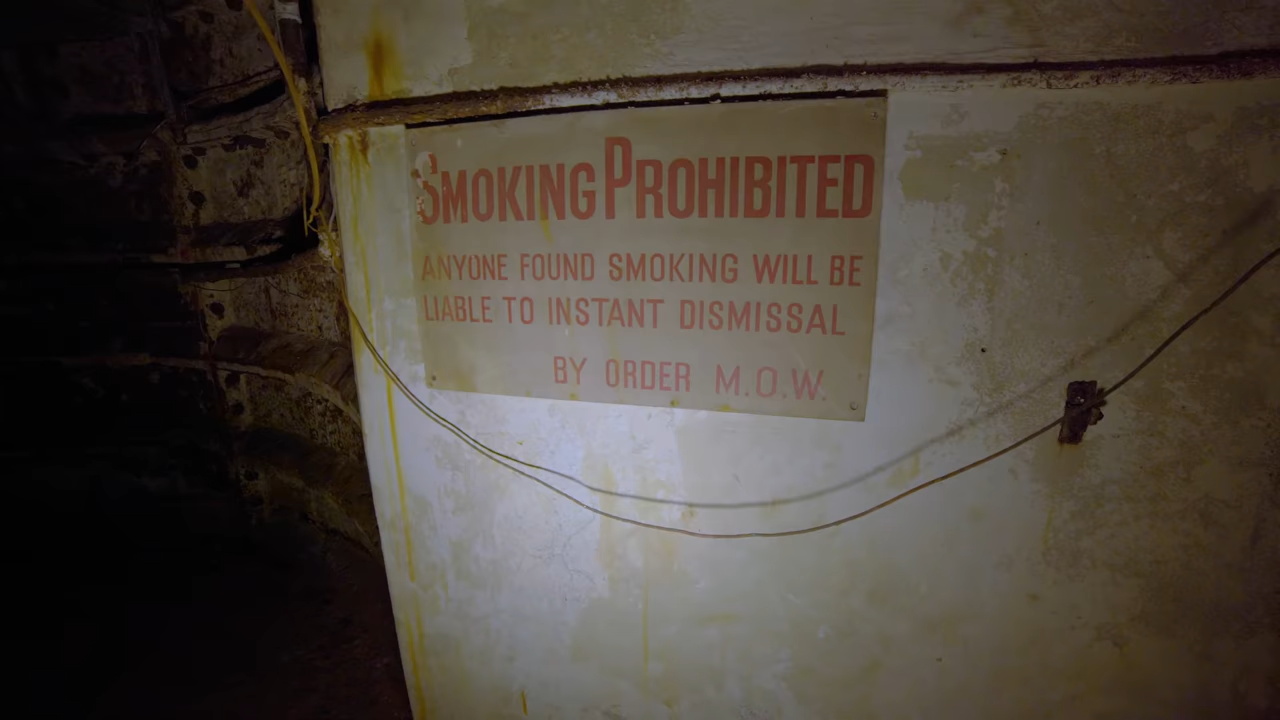 SMOKING PROHIBITED
ANYONE FOUND SMOKING WILL BE
LIABLE TO INSTANT DISMISSAL
BY ORDER M.O.W.